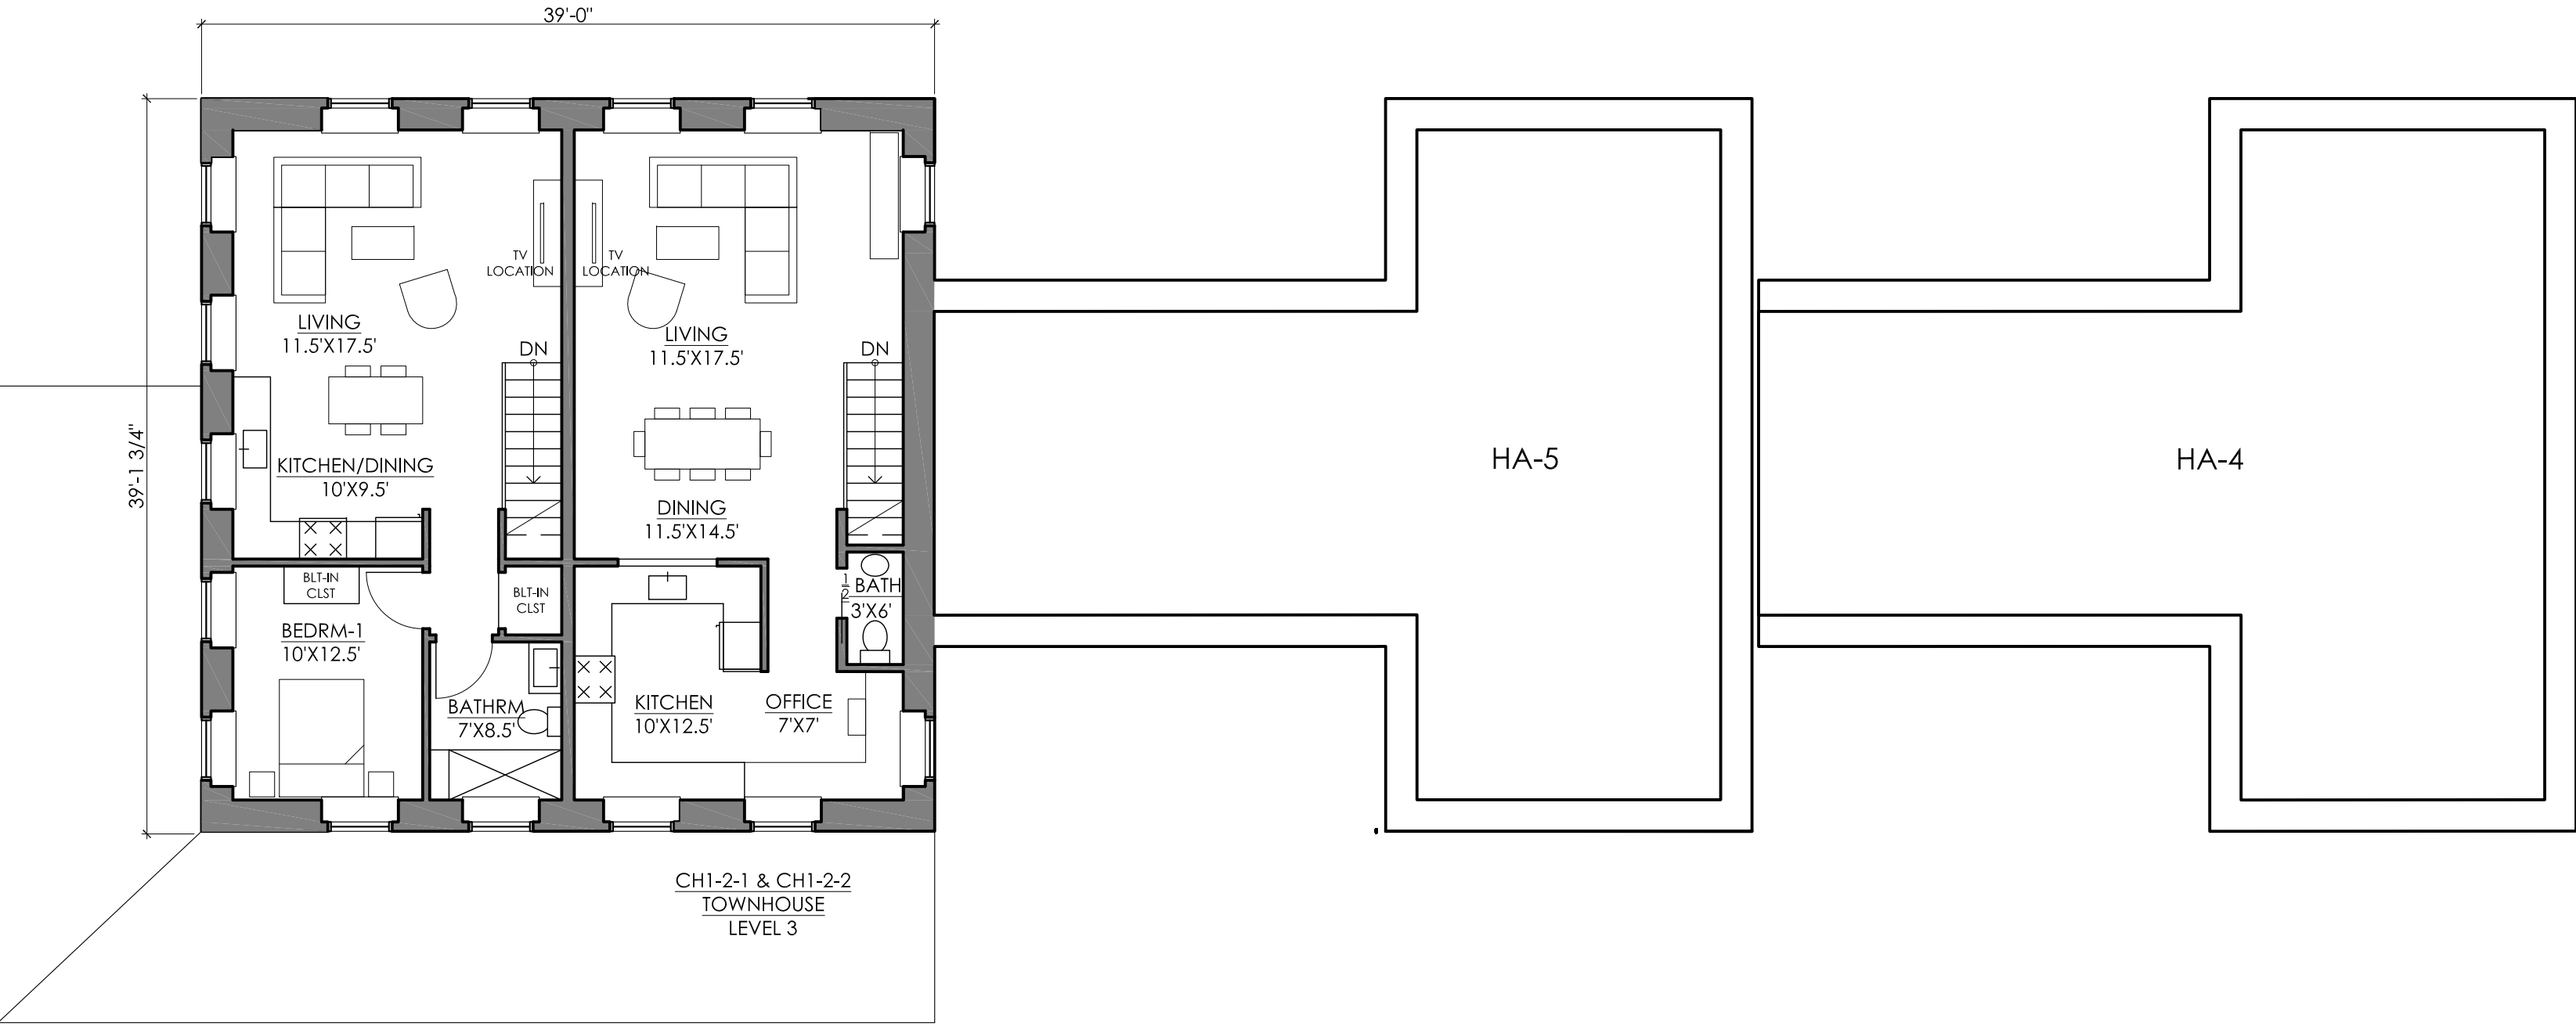 39'-0"
39'-1 3/4"
TV
LOCATION
TV
LOCATION
LIVING
11.5'X17.5'
LIVING
11.5'X17.5'
DN
DN
KITCHEN/DINING
10'X9.5'
DINING
11.5'X14.5'
HA-5
HA-4
BLT-IN
CLST
BLT-IN
CLST
1/2 BATH
3'X6'
BEDRM-1
10'X12.5'
BATHRM
7'X8.5'
KITCHEN
10'X12.5'
OFFICE
7'X7'
CH1-2-1 & CH1-2-2
TOWNHOUSE
LEVEL 3